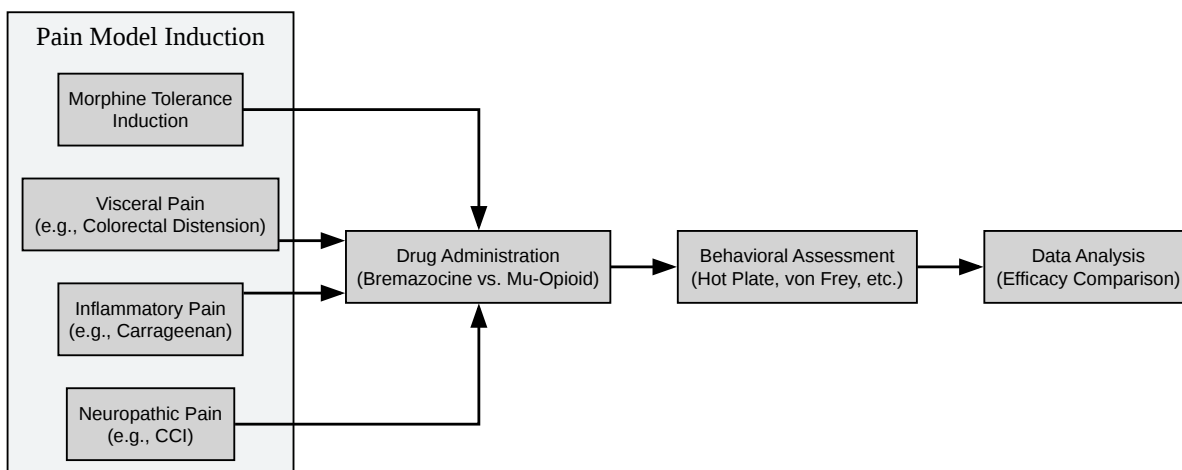 Pain Model Induction
Morphine Tolerance
Induction
Visceral Pain
(e.g., Colorectal Distension)
Inflammatory Pain
(e.g., Carrageenan)
Neuropathic Pain
(e.g., CCI)
Drug Administration
(Bremazocine vs. Mu-Opioid)
Behavioral Assessment
(Hot Plate, von Frey, etc.)
Data Analysis
(Efficacy Comparison)